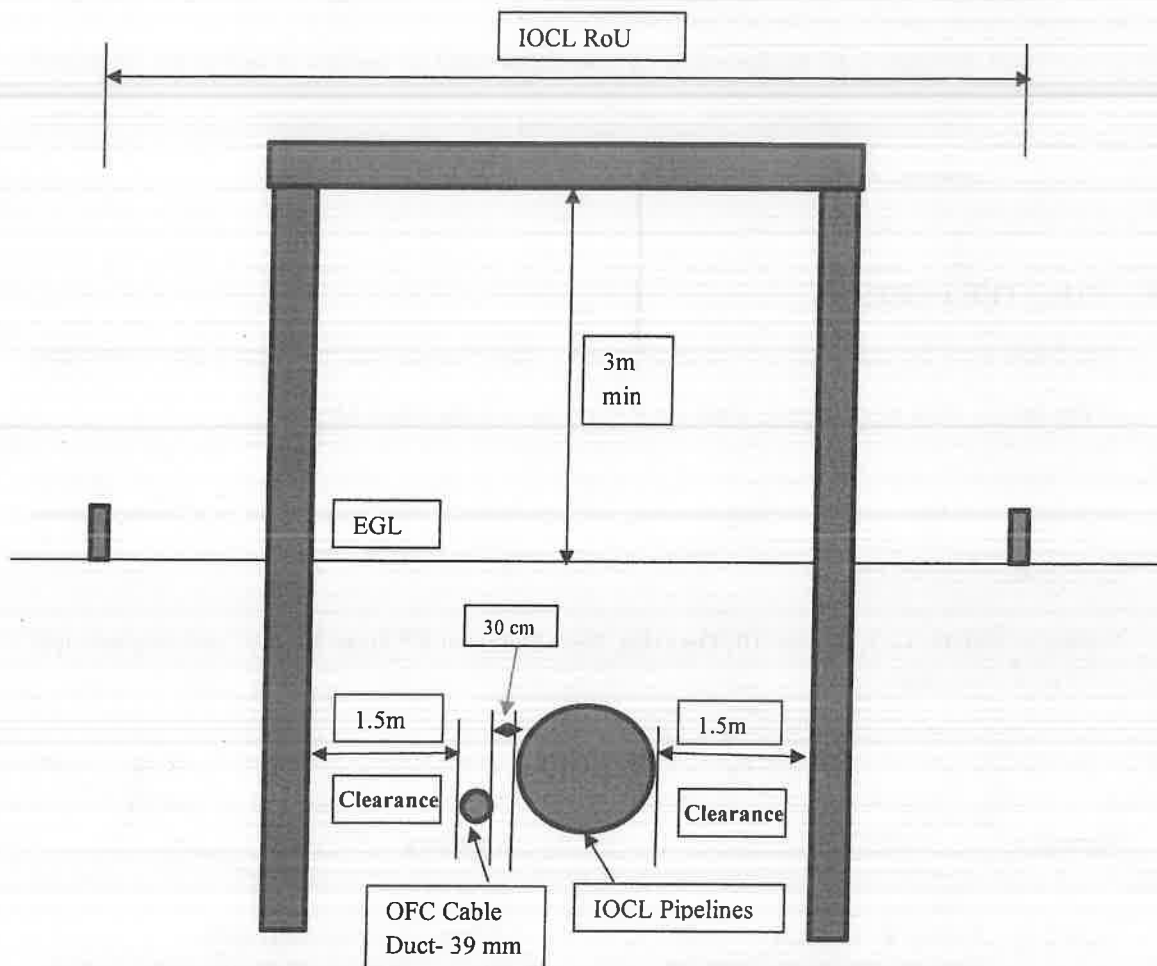 IOCL RoU
3m
min
EGL
30 cm
1.5m
1.5m
Clearance
Clearance
OFC Cable
Duct- 39 mm
IOCL Pipelines